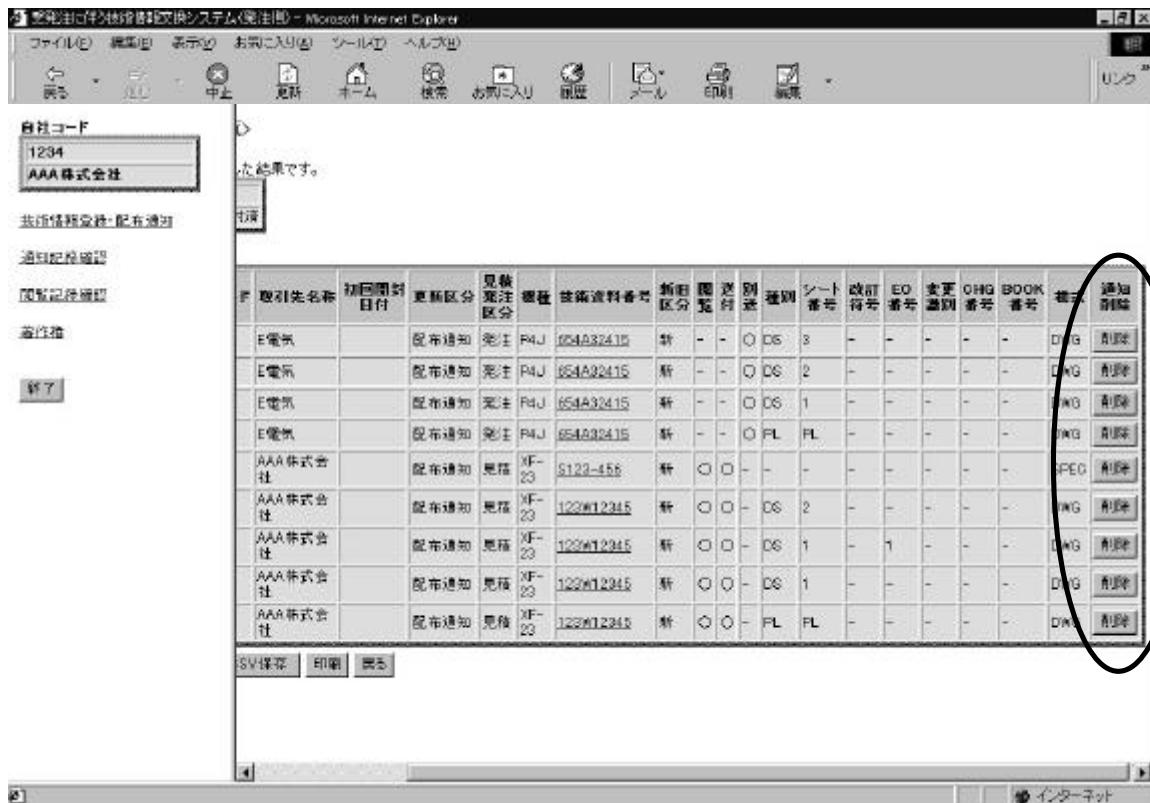 受発注に伴う技術情報交換システム(発注側) - Microsoft Internet Explorer
ファイル(F) 編集(E) 表示(V) お気に入り(A) ツール(T) ヘルプ(H)
戻る 中止 更新 ホーム 検索 お気に入り 履歴 メール 印刷 編集 リンク
自社コード
1234
AAA株式会社
技術情報登録・配布通知
通知記録確認
閲覧記録確認
著作権
終了
した結果です。
付済
F 取引先名称 初回開封日付 更新区分 見積発注区分 機種 技術資料番号 新旧区分 閲覧 送付 別送 種別 シート番号 改訂符号 EO番号 変更識別 CHG番号 BOOK番号 様式 通知削除
E電気 配布通知 発注 P4J 654A32415 新 - - ○ DS 3 - - - - - DWG 削除
E電気 配布通知 発注 P4J 654A32415 新 - - ○ DS 2 - - - - - DWG 削除
E電気 配布通知 発注 P4J 654A32415 新 - - ○ DS 1 - - - - - DWG 削除
E電気 配布通知 発注 P4J 654A32415 新 - - ○ PL PL - - - - - DWG 削除
AAA株式会社 配布通知 見積 XF-23 S123-456 新 ○ ○ - - - - - - - - SPEC 削除
AAA株式会社 配布通知 見積 XF-23 123W12345 新 ○ ○ - DS 2 - - - - - DWG 削除
AAA株式会社 配布通知 見積 XF-23 123W12345 新 ○ ○ - DS 1 - 1 - - - DWG 削除
AAA株式会社 配布通知 見積 XF-23 123W12345 新 ○ ○ - DS 1 - - - - - DWG 削除
AAA株式会社 配布通知 見積 XF-23 123W12345 新 ○ ○ - PL PL - - - - - DWG 削除
SV保存 印刷 戻る
インターネット